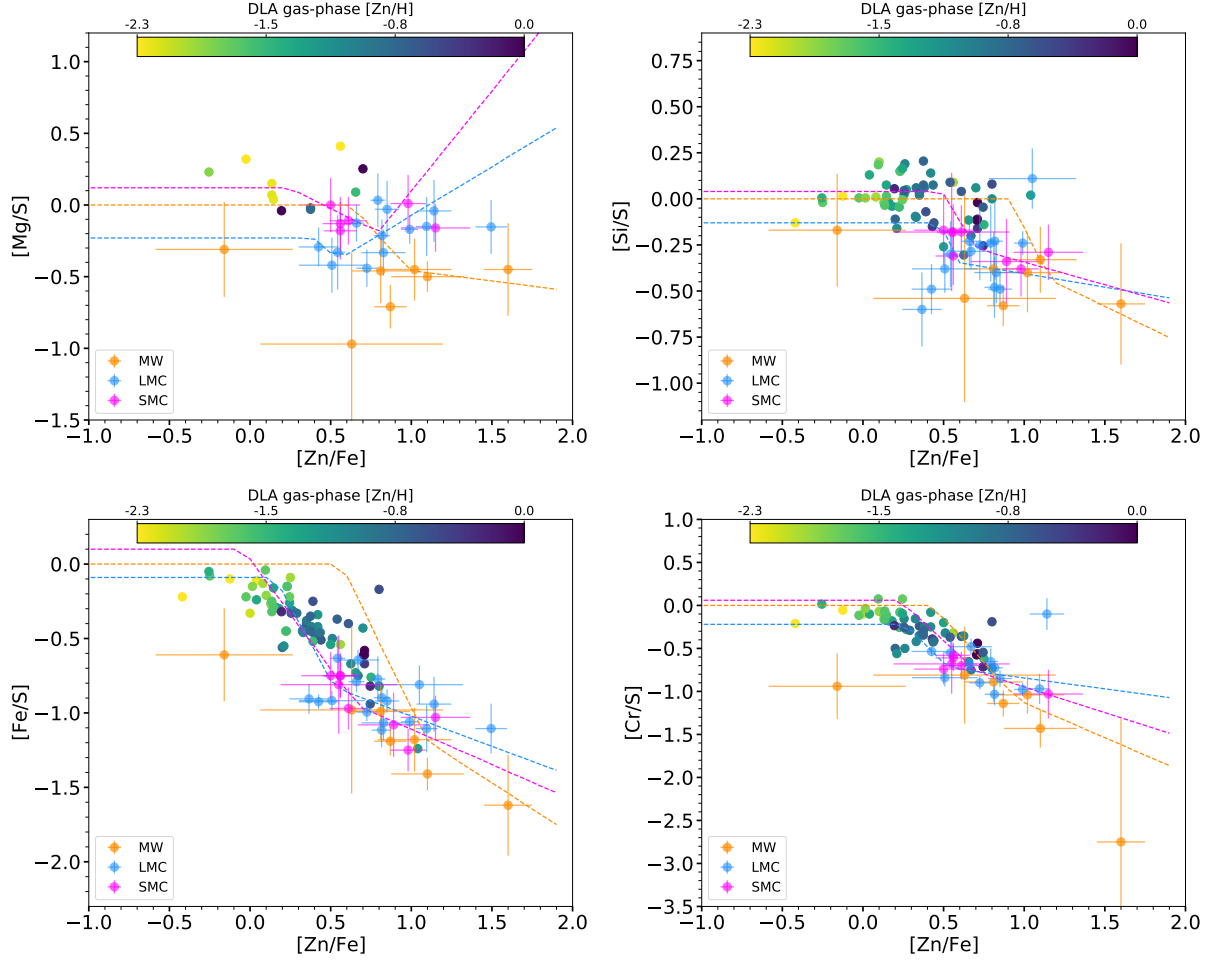 DLA gas-phase [Zn/H]
-2.3 -1.5 -0.8 0.0
[Mg/S]
1.0
0.5
0.0
−0.5
−1.0
−1.5
MW
LMC
SMC
−1.0 −0.5 0.0 0.5 1.0 1.5 2.0
[Zn/Fe]
DLA gas-phase [Zn/H]
-2.3 -1.5 -0.8 0.0
[Si/S]
0.75
0.50
0.25
0.00
−0.25
−0.50
−0.75
−1.00
MW
LMC
SMC
−1.0 −0.5 0.0 0.5 1.0 1.5 2.0
[Zn/Fe]
DLA gas-phase [Zn/H]
-2.3 -1.5 -0.8 0.0
[Fe/S]
0.0
−0.5
−1.0
−1.5
−2.0
MW
LMC
SMC
−1.0 −0.5 0.0 0.5 1.0 1.5 2.0
[Zn/Fe]
DLA gas-phase [Zn/H]
-2.3 -1.5 -0.8 0.0
[Cr/S]
1.0
0.5
0.0
−0.5
−1.0
−1.5
−2.0
−2.5
−3.0
−3.5
MW
LMC
SMC
−1.0 −0.5 0.0 0.5 1.0 1.5 2.0
[Zn/Fe]